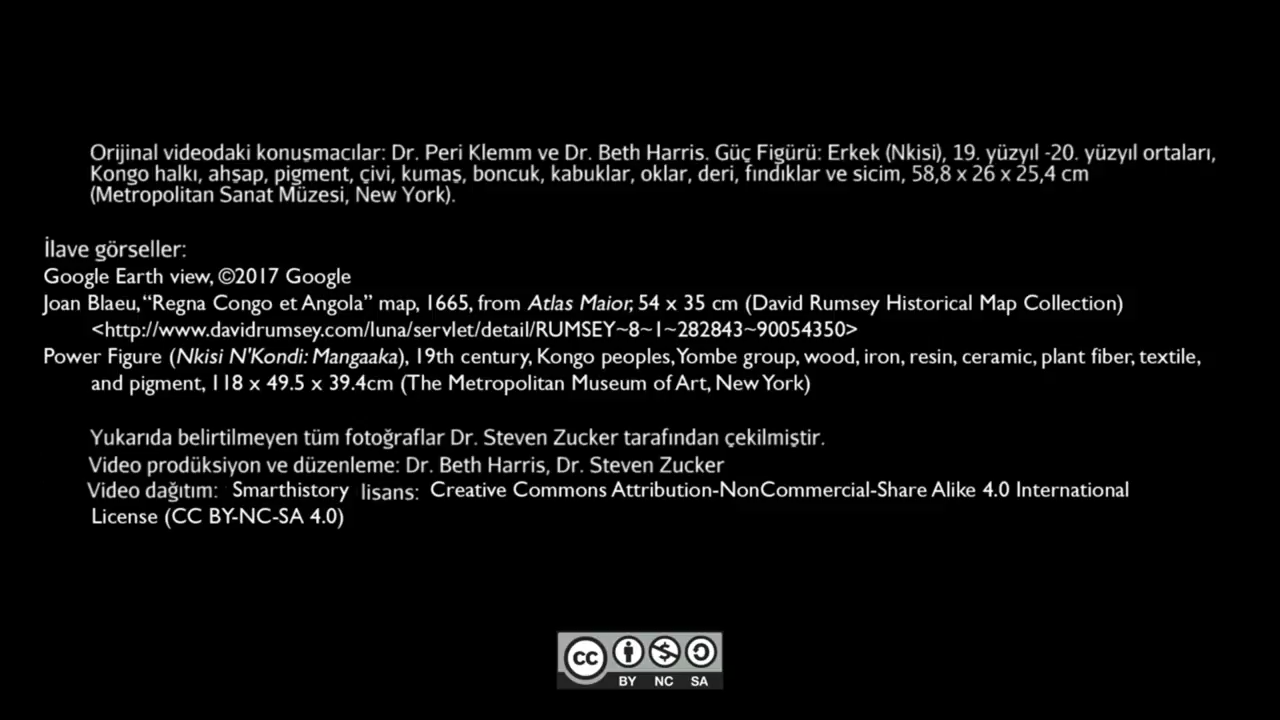 Orijinal videodaki konuşmacılar: Dr. Peri Klemm ve Dr. Beth Harris. Güç Figürü: Erkek (Nkisi), 19. yüzyıl -20. yüzyıl ortaları,
Kongo halkı, ahşap, pigment, çivi, kumaş, boncuk, kabuklar, oklar, deri, fındıklar ve sicim, 58,8 x 26 x 25,4 cm
(Metropolitan Sanat Müzesi, New York).
İlave görseller:
Google Earth view, ©2017 Google
Joan Blaeu, “Regna Congo et Angola” map, 1665, from Atlas Maior, 54 x 35 cm (David Rumsey Historical Map Collection)
<http://www.davidrumsey.com/luna/servlet/detail/RUMSEY~8~1~282843~90054350>
Power Figure (Nkisi N'Kondi: Mangaaka), 19th century, Kongo peoples, Yombe group, wood, iron, resin, ceramic, plant fiber, textile,
and pigment, 118 x 49.5 x 39.4cm (The Metropolitan Museum of Art, New York)
Yukarıda belirtilmeyen tüm fotoğraflar Dr. Steven Zucker tarafından çekilmiştir.
Video prodüksiyon ve düzenleme: Dr. Beth Harris, Dr. Steven Zucker
Video dağıtım: Smarthistory lisans: Creative Commons Attribution-NonCommercial-Share Alike 4.0 International
License (CC BY-NC-SA 4.0)
cc
BY NC SA